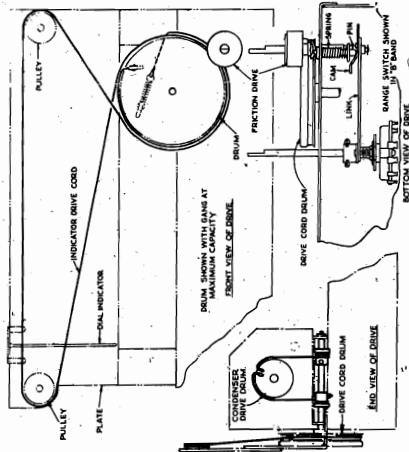 PULLEY
INDICATOR DRIVE CORD
DIAL INDICATOR
PULLEY
PLATE
FRICTION DRIVE
DRUM
DRUM SHOWN WITH GANG AT
MAXIMUM CAPACITY
FRONT VIEW OF DRIVE
SPRING
PIN
CAM
LINK
RANGE SWITCH SHOWN
IN 'B' BAND
DRIVE CORD DRUM
BOTTOM VIEW OF DRIVE
CONDENSER
DRIVE DRUM
DRIVE CORD DRUM
END VIEW OF DRIVE